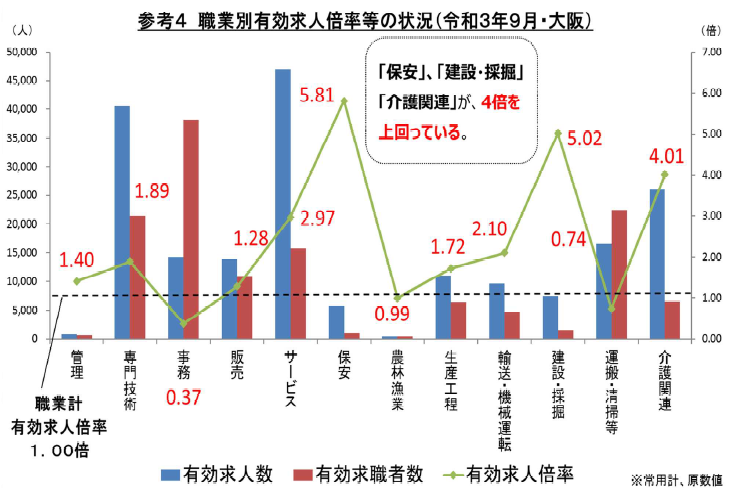 参考4　職業別有効求人倍率等の状況(令和3年9月・大阪)
(人)
(倍)
50,000
45,000
40,000
35,000
30,000
25,000
20,000
15,000
10,000
5,000
0
7.00
6.00
5.00
4.00
3.00
2.00
1.00
0.00
「保安」、「建設・採掘」
「介護関連」が、4倍を
上回っている。
1.40
1.89
0.37
1.28
2.97
5.81
0.99
1.72
2.10
5.02
0.74
4.01
管理
専門技術
事務
販売
サービス
保安
農林漁業
生産工程
輸送・機械運転
建設・採掘
運搬・清掃等
介護関連
職業計
有効求人倍率
1.00倍
有効求人数
有効求職者数
有効求人倍率
※常用計、原数値